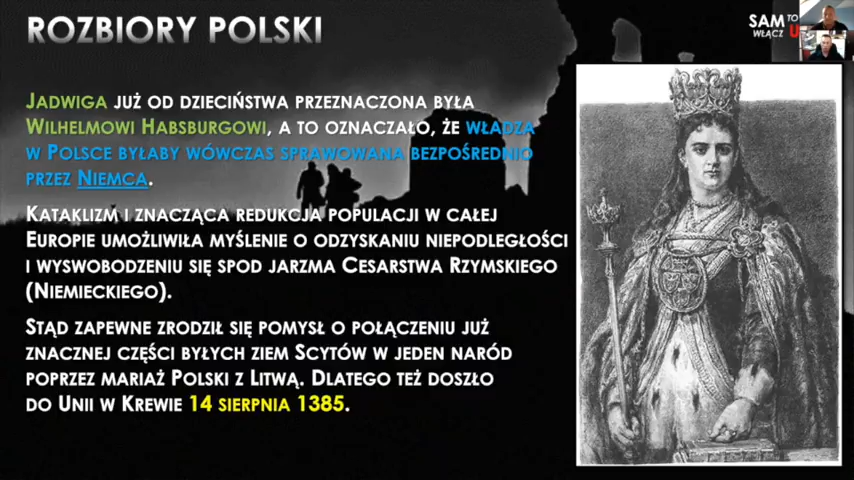 ROZBIORY POLSKI
SAM TO
WŁĄCZ U
JADWIGA JUŻ OD DZIECIŃSTWA PRZEZNACZONA BYŁA
WILHELMOWI HABSBURGOWI, A TO OZNACZAŁO, ŻE WŁADZA
W POLSCE BYŁABY WÓWCZAS SPRAWOWANA BEZPOŚREDNIO
PRZEZ NIEMCA.
KATAKLIZM I ZNACZĄCA REDUKCJA POPULACJI W CAŁEJ
EUROPIE UMOŻLIWIŁA MYŚLENIE O ODZYSKANIU NIEPODLEGŁOŚCI
I WYSWOBODZENIU SIĘ SPOD JARZMA CESARSTWA RZYMSKIEGO
(NIEMIECKIEGO).
STĄD ZAPEWNE ZRODZIŁ SIĘ POMYSŁ O POŁĄCZENIU JUŻ
ZNACZNEJ CZĘŚCI BYŁYCH ZIEM SCYTÓW W JEDEN NARÓD
POPRZEZ MARIAŻ POLSKI Z LITWĄ. DLATEGO TEŻ DOSZŁO
DO UNII W KREWIE 14 SIERPNIA 1385.